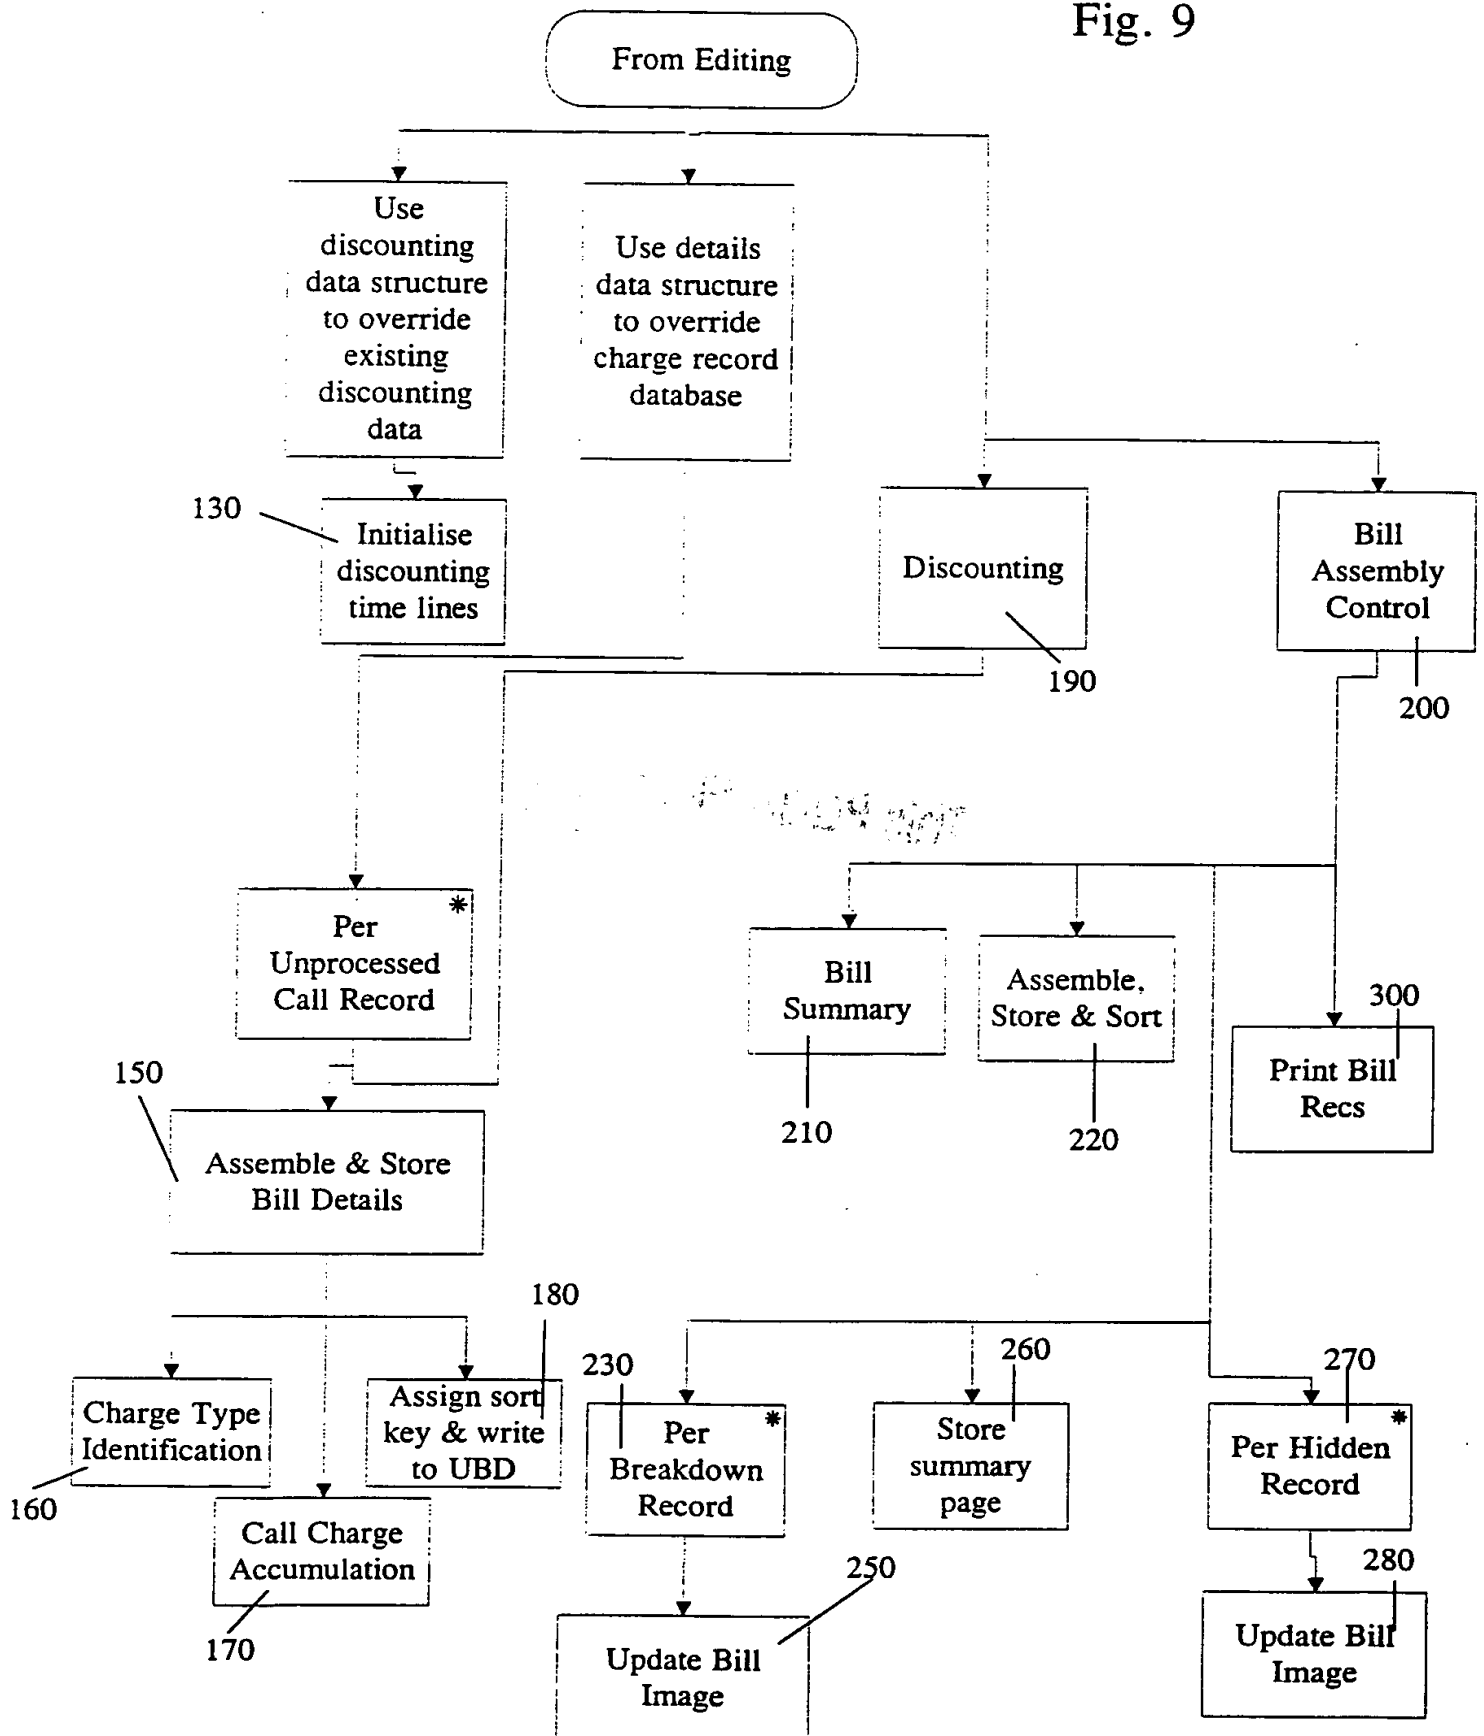 Fig. 9
From Editing
Use
discounting
data structure
to override
existing
discounting
data
Use details
data structure
to override
charge record
database
130
Initialise
discounting
time lines
Discounting
190
Bill
Assembly
Control
200
*
Per
Unprocessed
Call Record
Bill
Summary
210
Assemble,
Store & Sort
220
300
Print Bill
Recs
150
Assemble & Store
Bill Details
180
Charge Type
Identification
160
Assign sort
key & write
to UBD
Call Charge
Accumulation
170
230
*
Per
Breakdown
Record
260
Store
summary
page
270
*
Per Hidden
Record
250
Update Bill
Image
280
Update Bill
Image